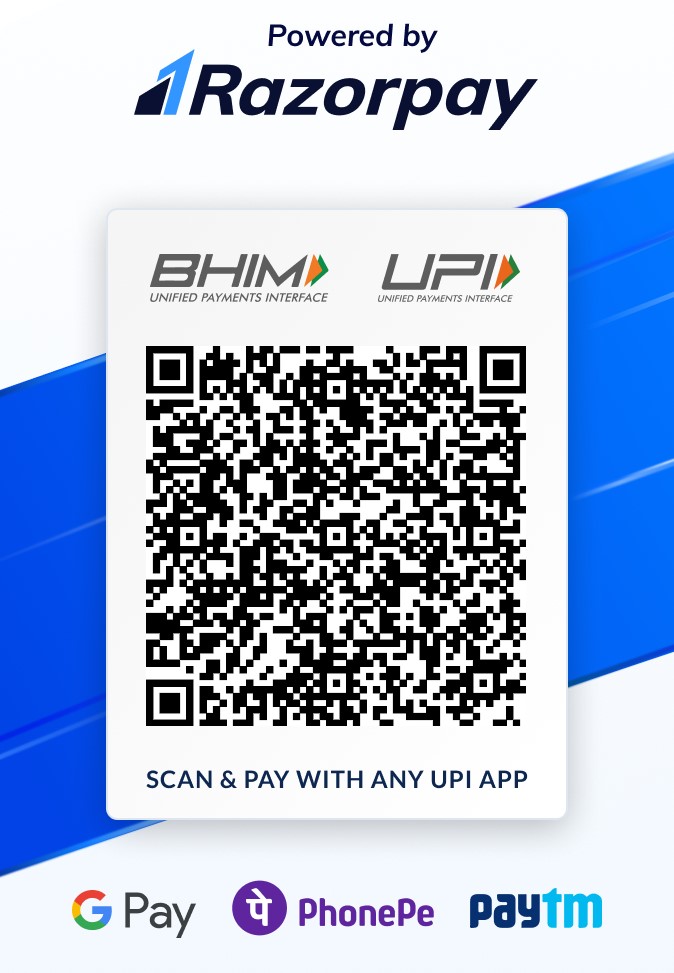 Powered by
Razorpay
BHIM UPI
UNIFIED PAYMENTS INTERFACE UNIFIED PAYMENTS INTERFACE
SCAN & PAY WITH ANY UPI APP
G Pay पे PhonePe paytm